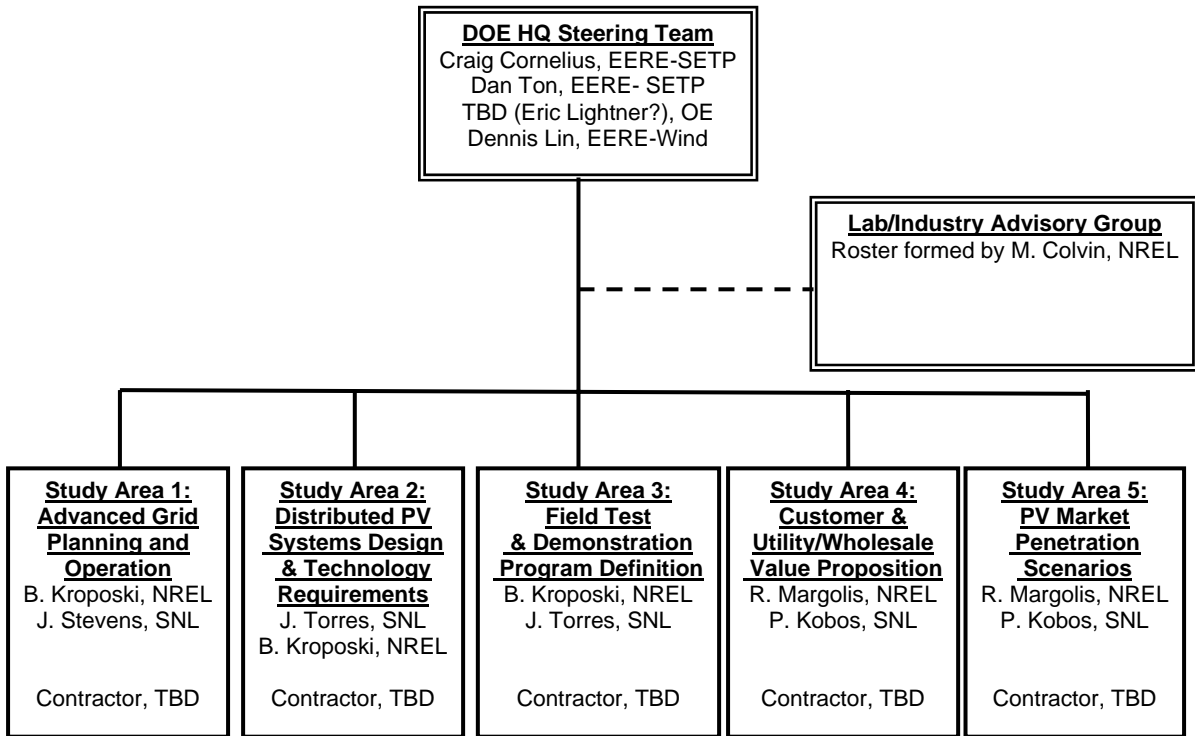 DOE HQ Steering Team
Craig Cornelius, EERE-SETP
Dan Ton, EERE- SETP
TBD (Eric Lightner?), OE
Dennis Lin, EERE-Wind
Lab/Industry Advisory Group
Roster formed by M. Colvin, NREL
Study Area 1:
Advanced Grid
Planning and
Operation
B. Kroposki, NREL
J. Stevens, SNL
Contractor, TBD
Study Area 2:
Distributed PV
Systems Design
& Technology
Requirements
J. Torres, SNL
B. Kroposki, NREL
Contractor, TBD
Study Area 3:
Field Test
& Demonstration
Program Definition
B. Kroposki, NREL
J. Torres, SNL
Contractor, TBD
Study Area 4:
Customer &
Utility/Wholesale
Value Proposition
R. Margolis, NREL
P. Kobos, SNL
Contractor, TBD
Study Area 5:
PV Market
Penetration
Scenarios
R. Margolis, NREL
P. Kobos, SNL
Contractor, TBD